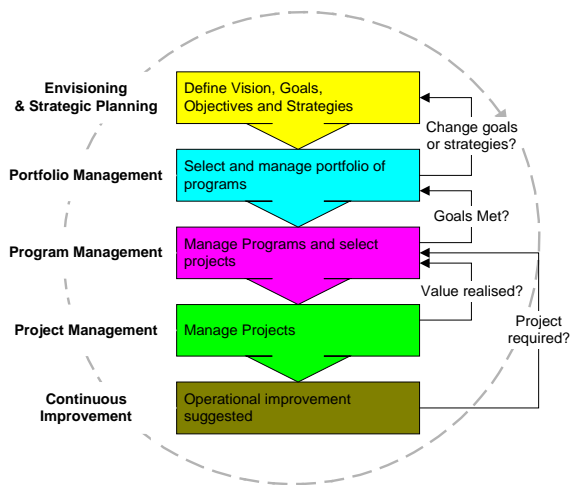 Envisioning
& Strategic Planning
Define Vision, Goals,
Objectives and Strategies
Change goals
or strategies?
Portfolio Management
Select and manage portfolio of
programs
Goals Met?
Program Management
Manage Programs and select
projects
Value realised?
Project Management
Manage Projects
Project
required?
Continuous
Improvement
Operational improvement
suggested